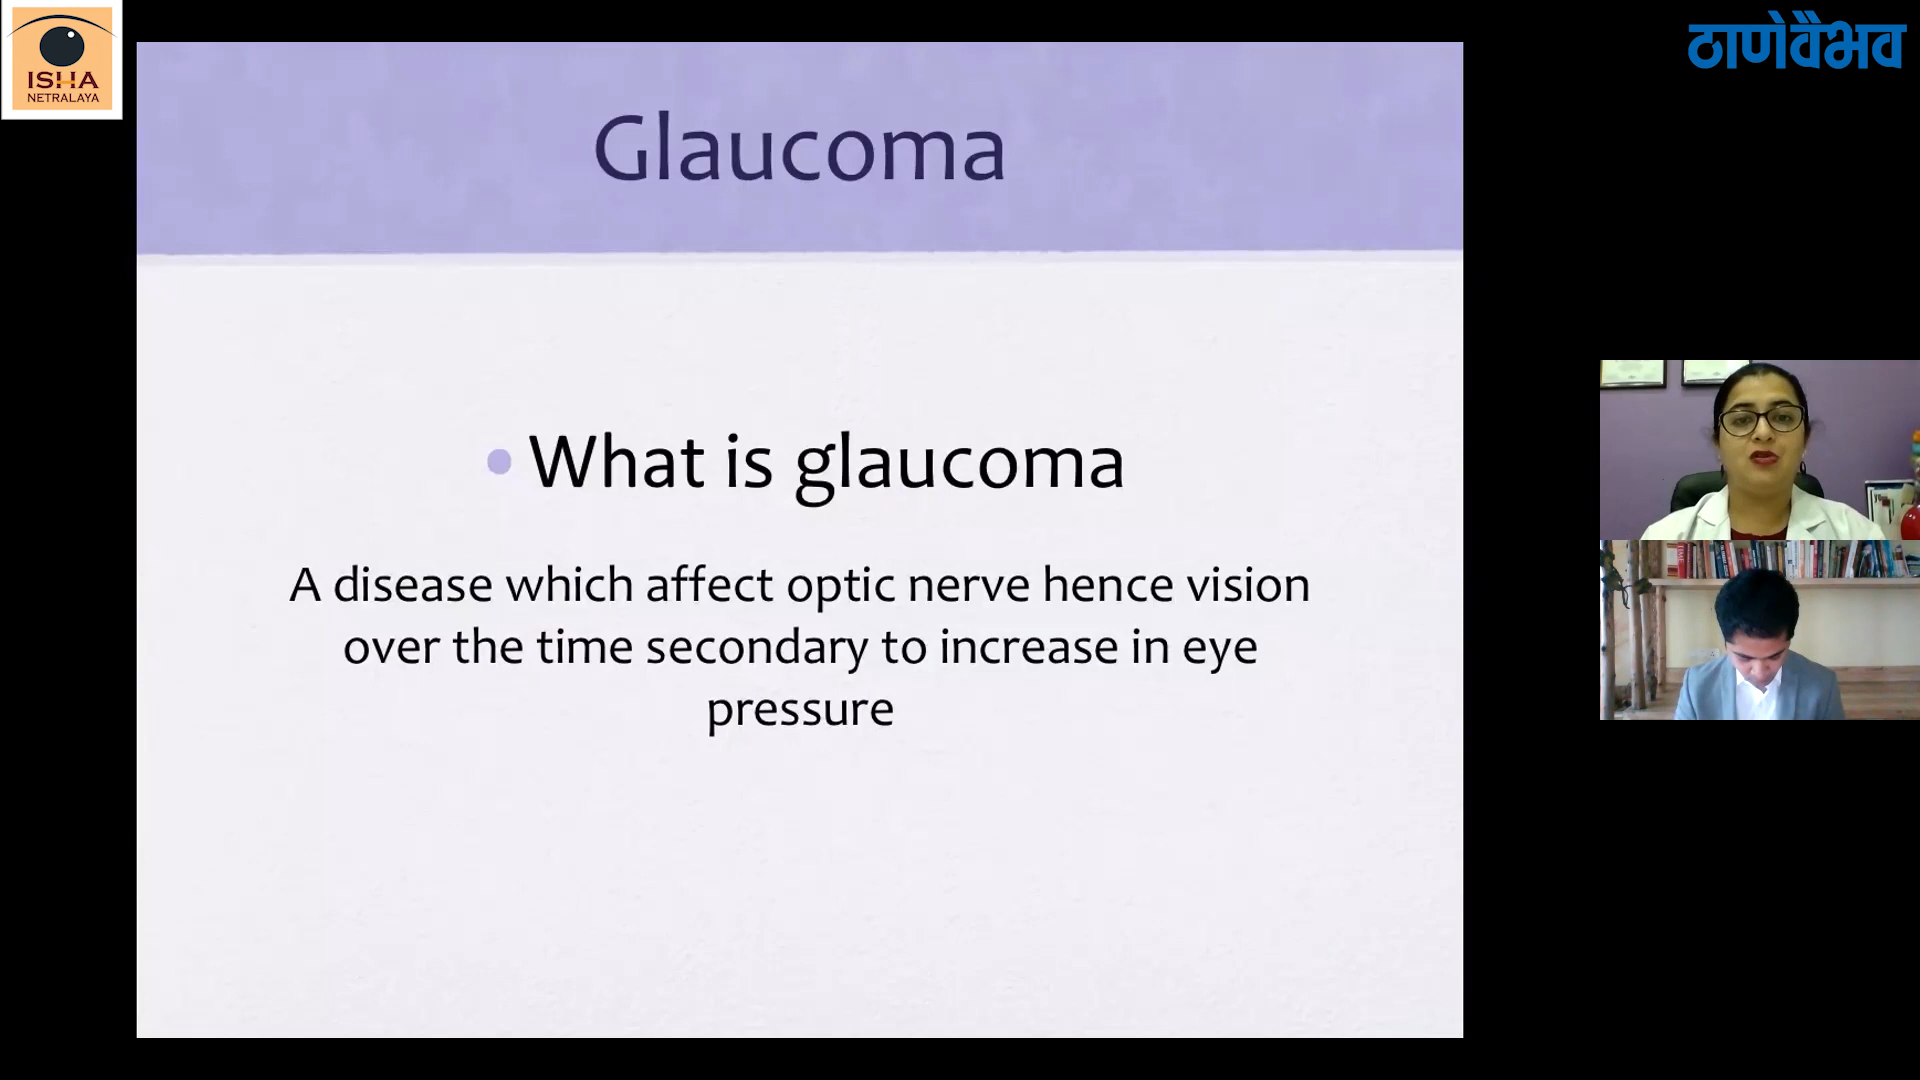 ISHA
NETRALAYA
ठाणेवैभव
Glaucoma
• What is glaucoma
A disease which affect optic nerve hence vision
over the time secondary to increase in eye
pressure